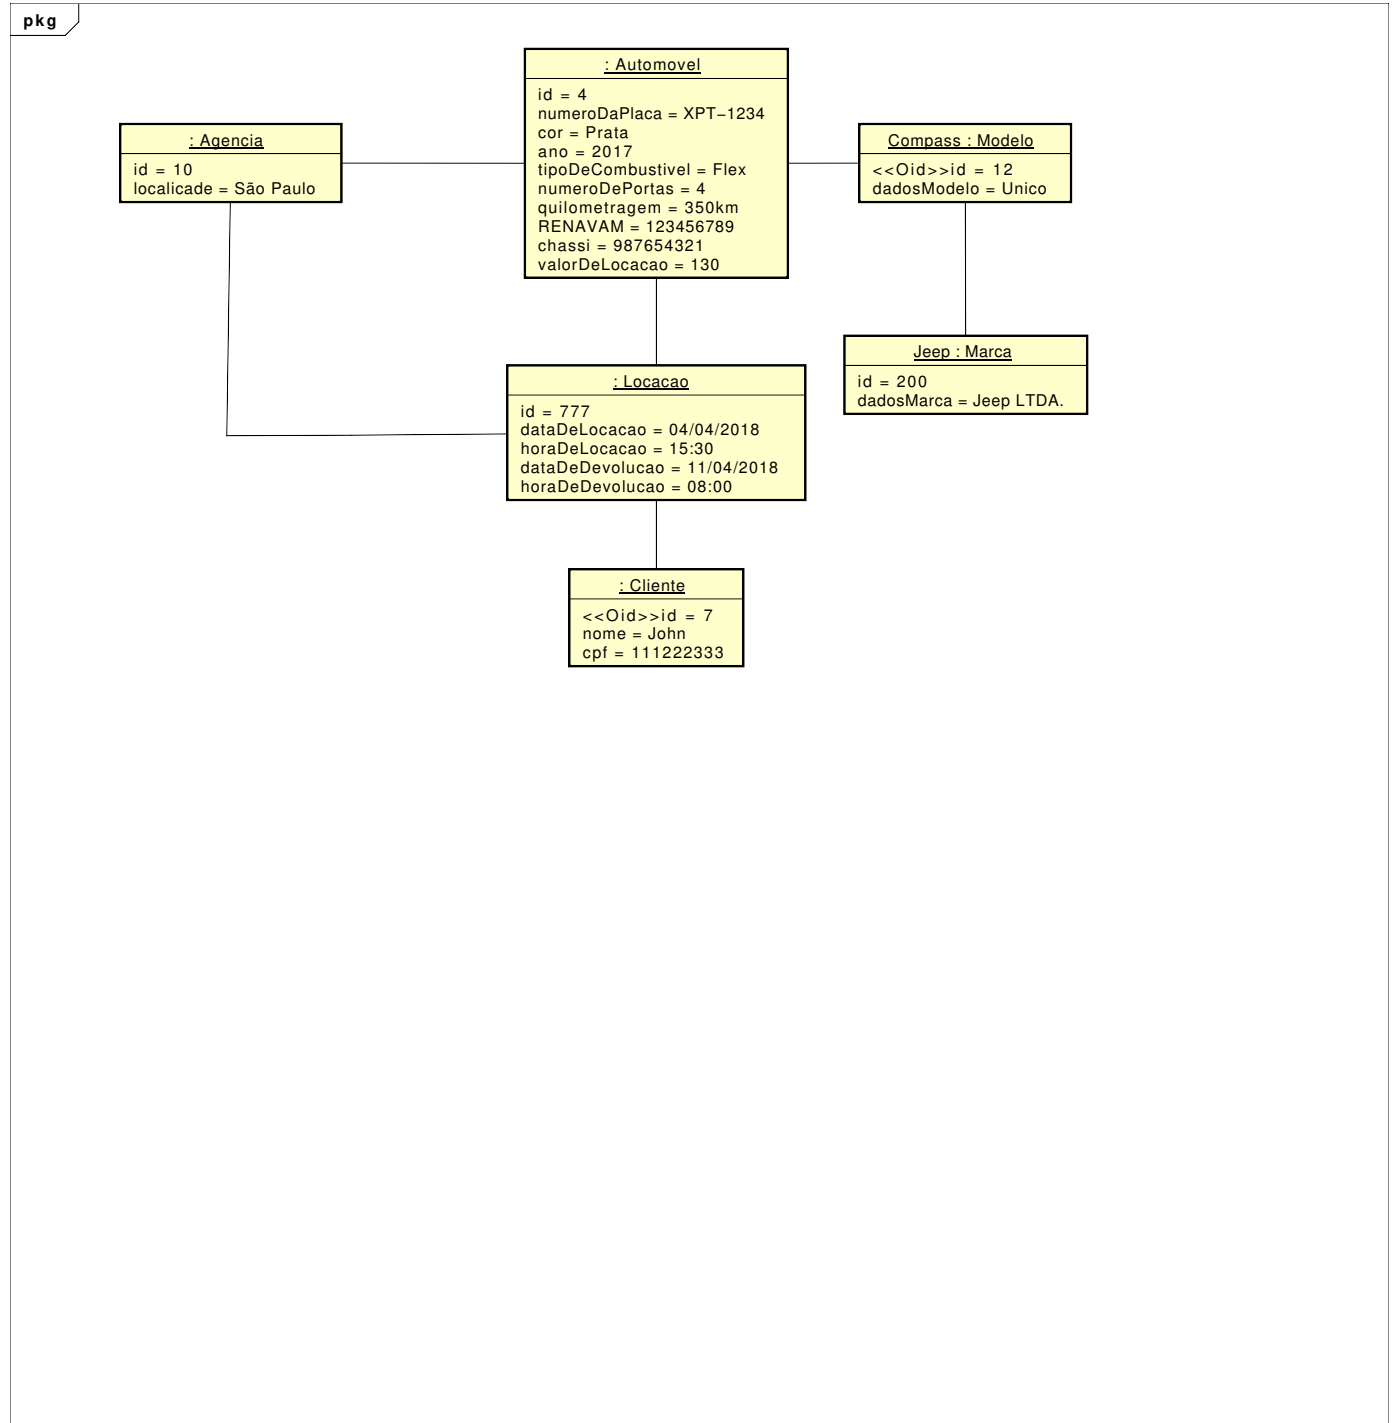 pkg
: Automovel
id = 4
numeroDaPlaca = XPT−1234
cor = Prata
ano = 2017
tipoDeCombustivel = Flex
numeroDePortas = 4
quilometragem = 350km
RENAVAM = 123456789
chassi = 987654321
valorDeLocacao = 130
: Agencia
id = 10
localicade = São Paulo
Compass : Modelo
<<Oid>>id = 12
dadosModelo = Unico
Jeep : Marca
id = 200
dadosMarca = Jeep LTDA.
: Locacao
id = 777
dataDeLocacao = 04/04/2018
horaDeLocacao = 15:30
dataDeDevolucao = 11/04/2018
horaDeDevolucao = 08:00
: Cliente
<<Oid>>id = 7
nome = John
cpf = 111222333